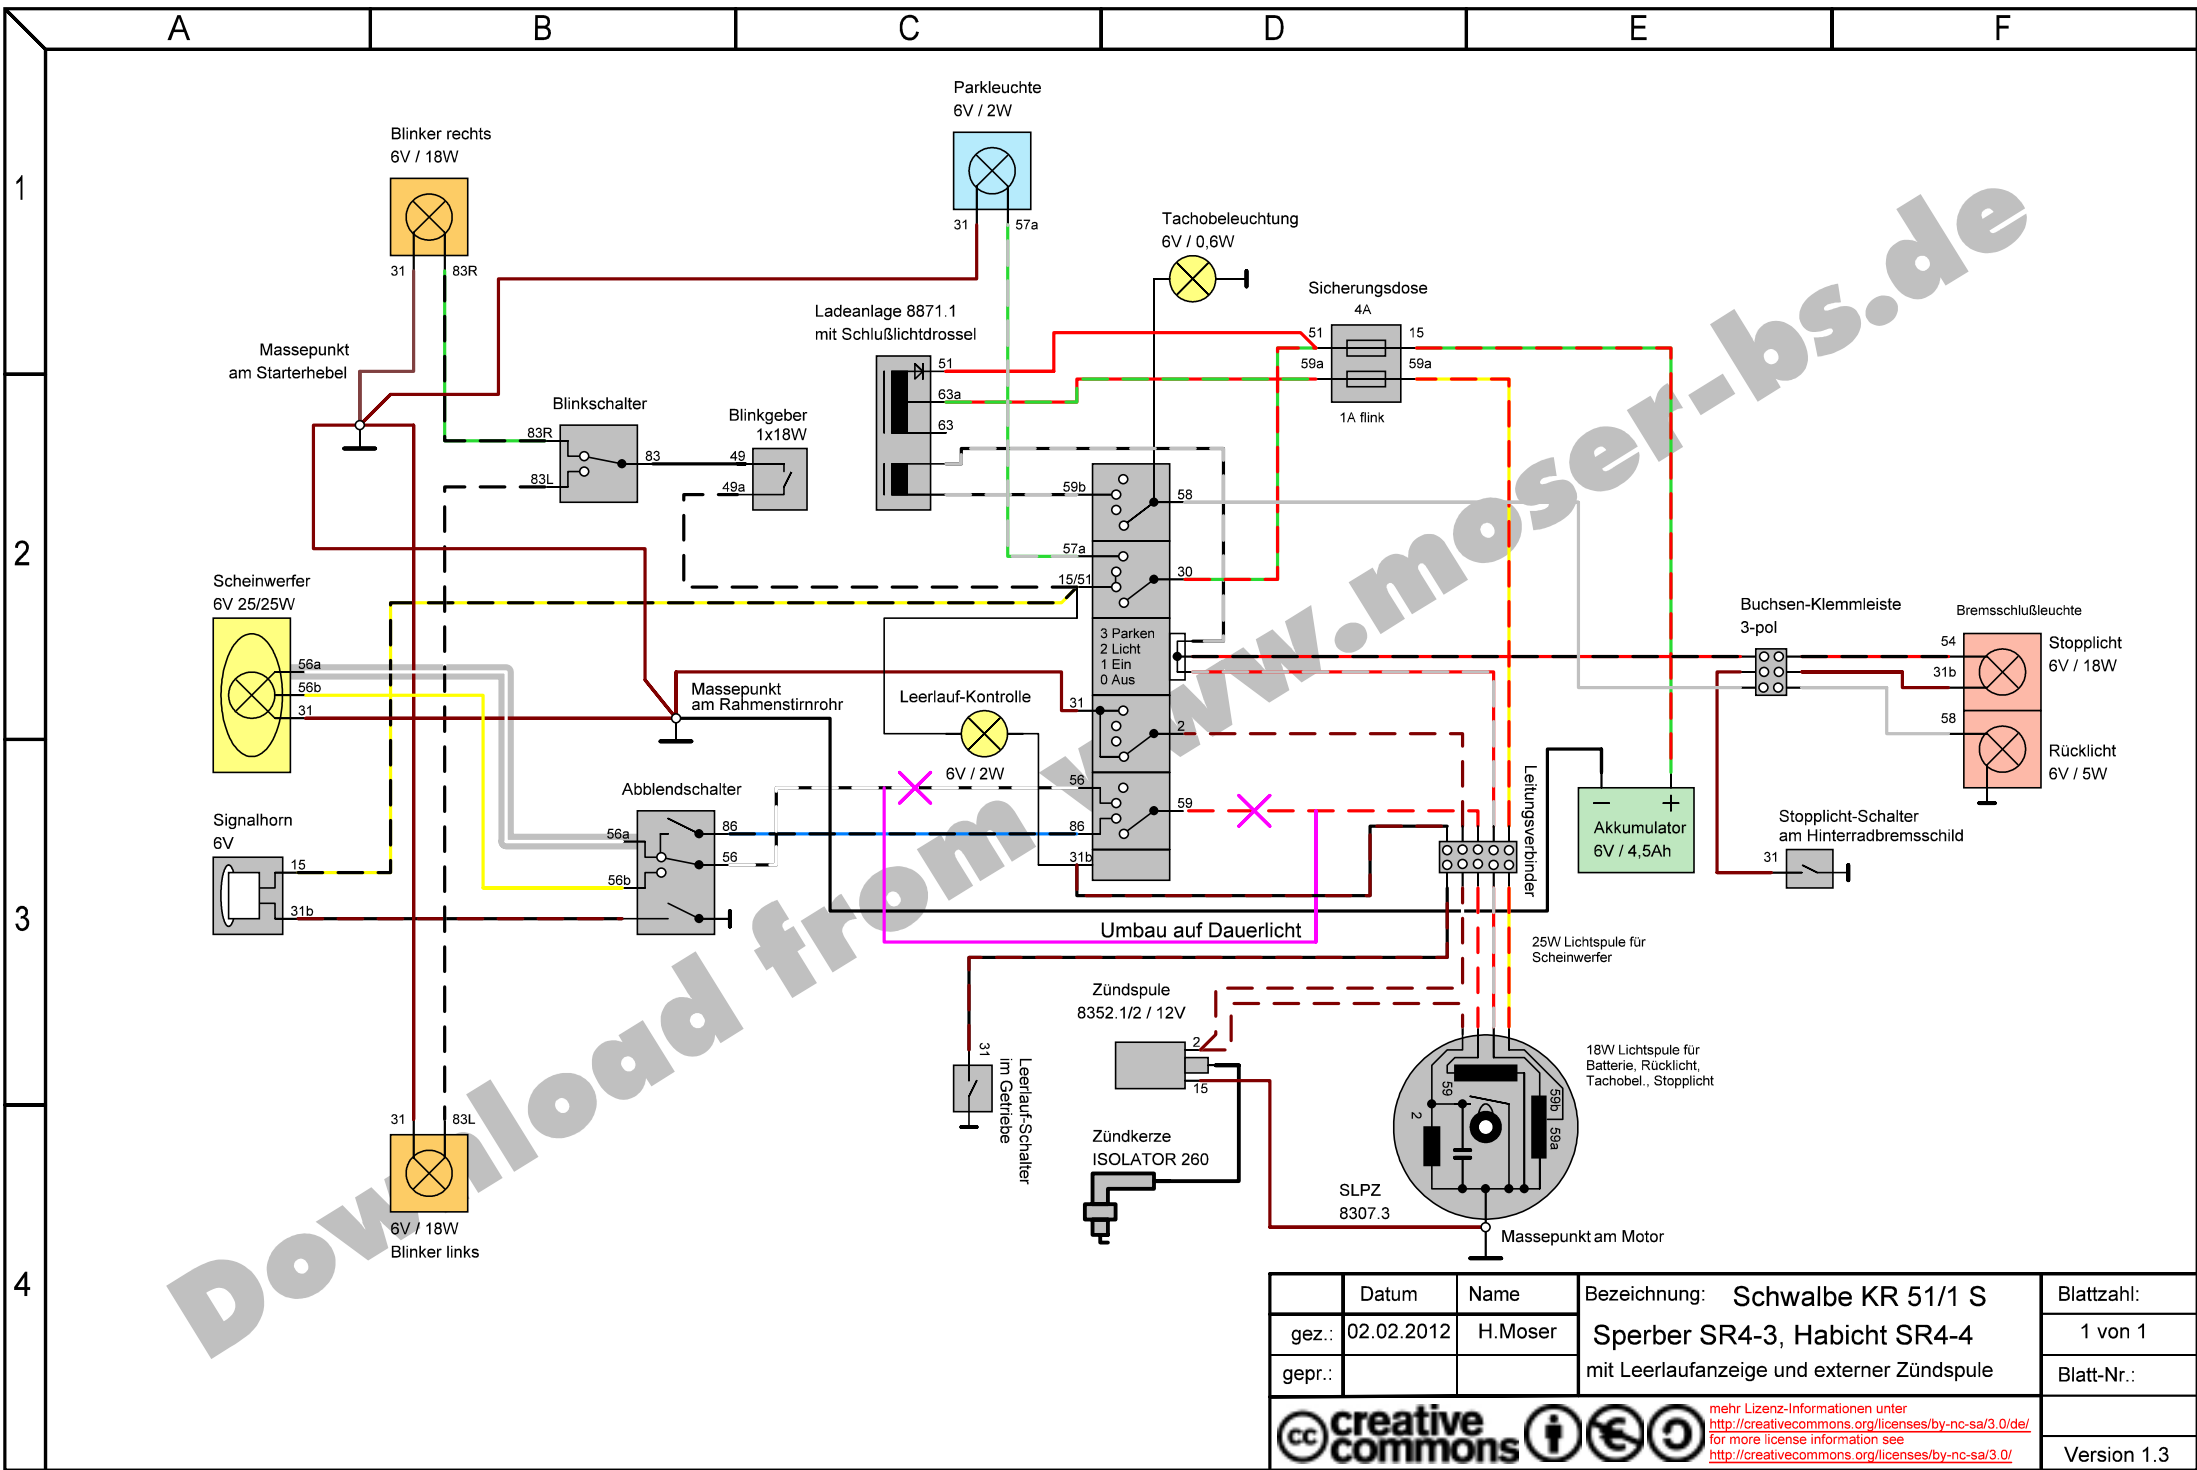 A
B
C
D
E
F
1
2
3
4
Download from www.moser-bs.de
Parkleuchte
6V / 2W
31
57a
Blinker rechts
6V / 18W
31
83R
Tachobeleuchtung
6V / 0,6W
Sicherungsdose
4A
51
15
59a
59a
1A flink
Ladeanlage 8871.1
mit Schlußlichtdrossel
51
63a
63
Massepunkt
am Starterhebel
Blinkschalter
83R
83
83L
Blinkgeber
1x18W
49
49a
59b
58
57a
15/51
30
3 Parken
2 Licht
1 Ein
0 Aus
31
2
56
59
86
31b
Scheinwerfer
6V 25/25W
56a
56b
31
Massepunkt
am Rahmenstirnrohr
Leerlauf-Kontrolle
6V / 2W
Buchsen-Klemmleiste
3-pol
Bremsschlußleuchte
54
31b
58
Stopplicht
6V / 18W
Rücklicht
6V / 5W
Abblendschalter
56a
86
56
56b
Signalhorn
6V
15
31b
Leitungsverbinder
Akkumulator
6V / 4,5Ah
Stopplicht-Schalter
am Hinterradbremsschild
31
Umbau auf Dauerlicht
25W Lichtspule für
Scheinwerfer
Zündspule
8352.1/2 / 12V
2
15
31
Leerlauf-Schalter
im Getriebe
18W Lichtspule für
Batterie, Rücklicht,
Tachobel., Stopplicht
59
2
59b
59a
Zündkerze
ISOLATOR 260
SLPZ
8307.3
Massepunkt am Motor
31
83L
6V / 18W
Blinker links
Datum
Name
Bezeichnung:
Schwalbe KR 51/1 S
Blattzahl:
gez.:
02.02.2012
H.Moser
Sperber SR4-3, Habicht SR4-4
1 von 1
gepr.:
mit Leerlaufanzeige und externer Zündspule
Blatt-Nr.:
cc creative
commons
mehr Lizenz-Informationen unter
http://creativecommons.org/licenses/by-nc-sa/3.0/de/
for more license information see
http://creativecommons.org/licenses/by-nc-sa/3.0/
Version 1.3